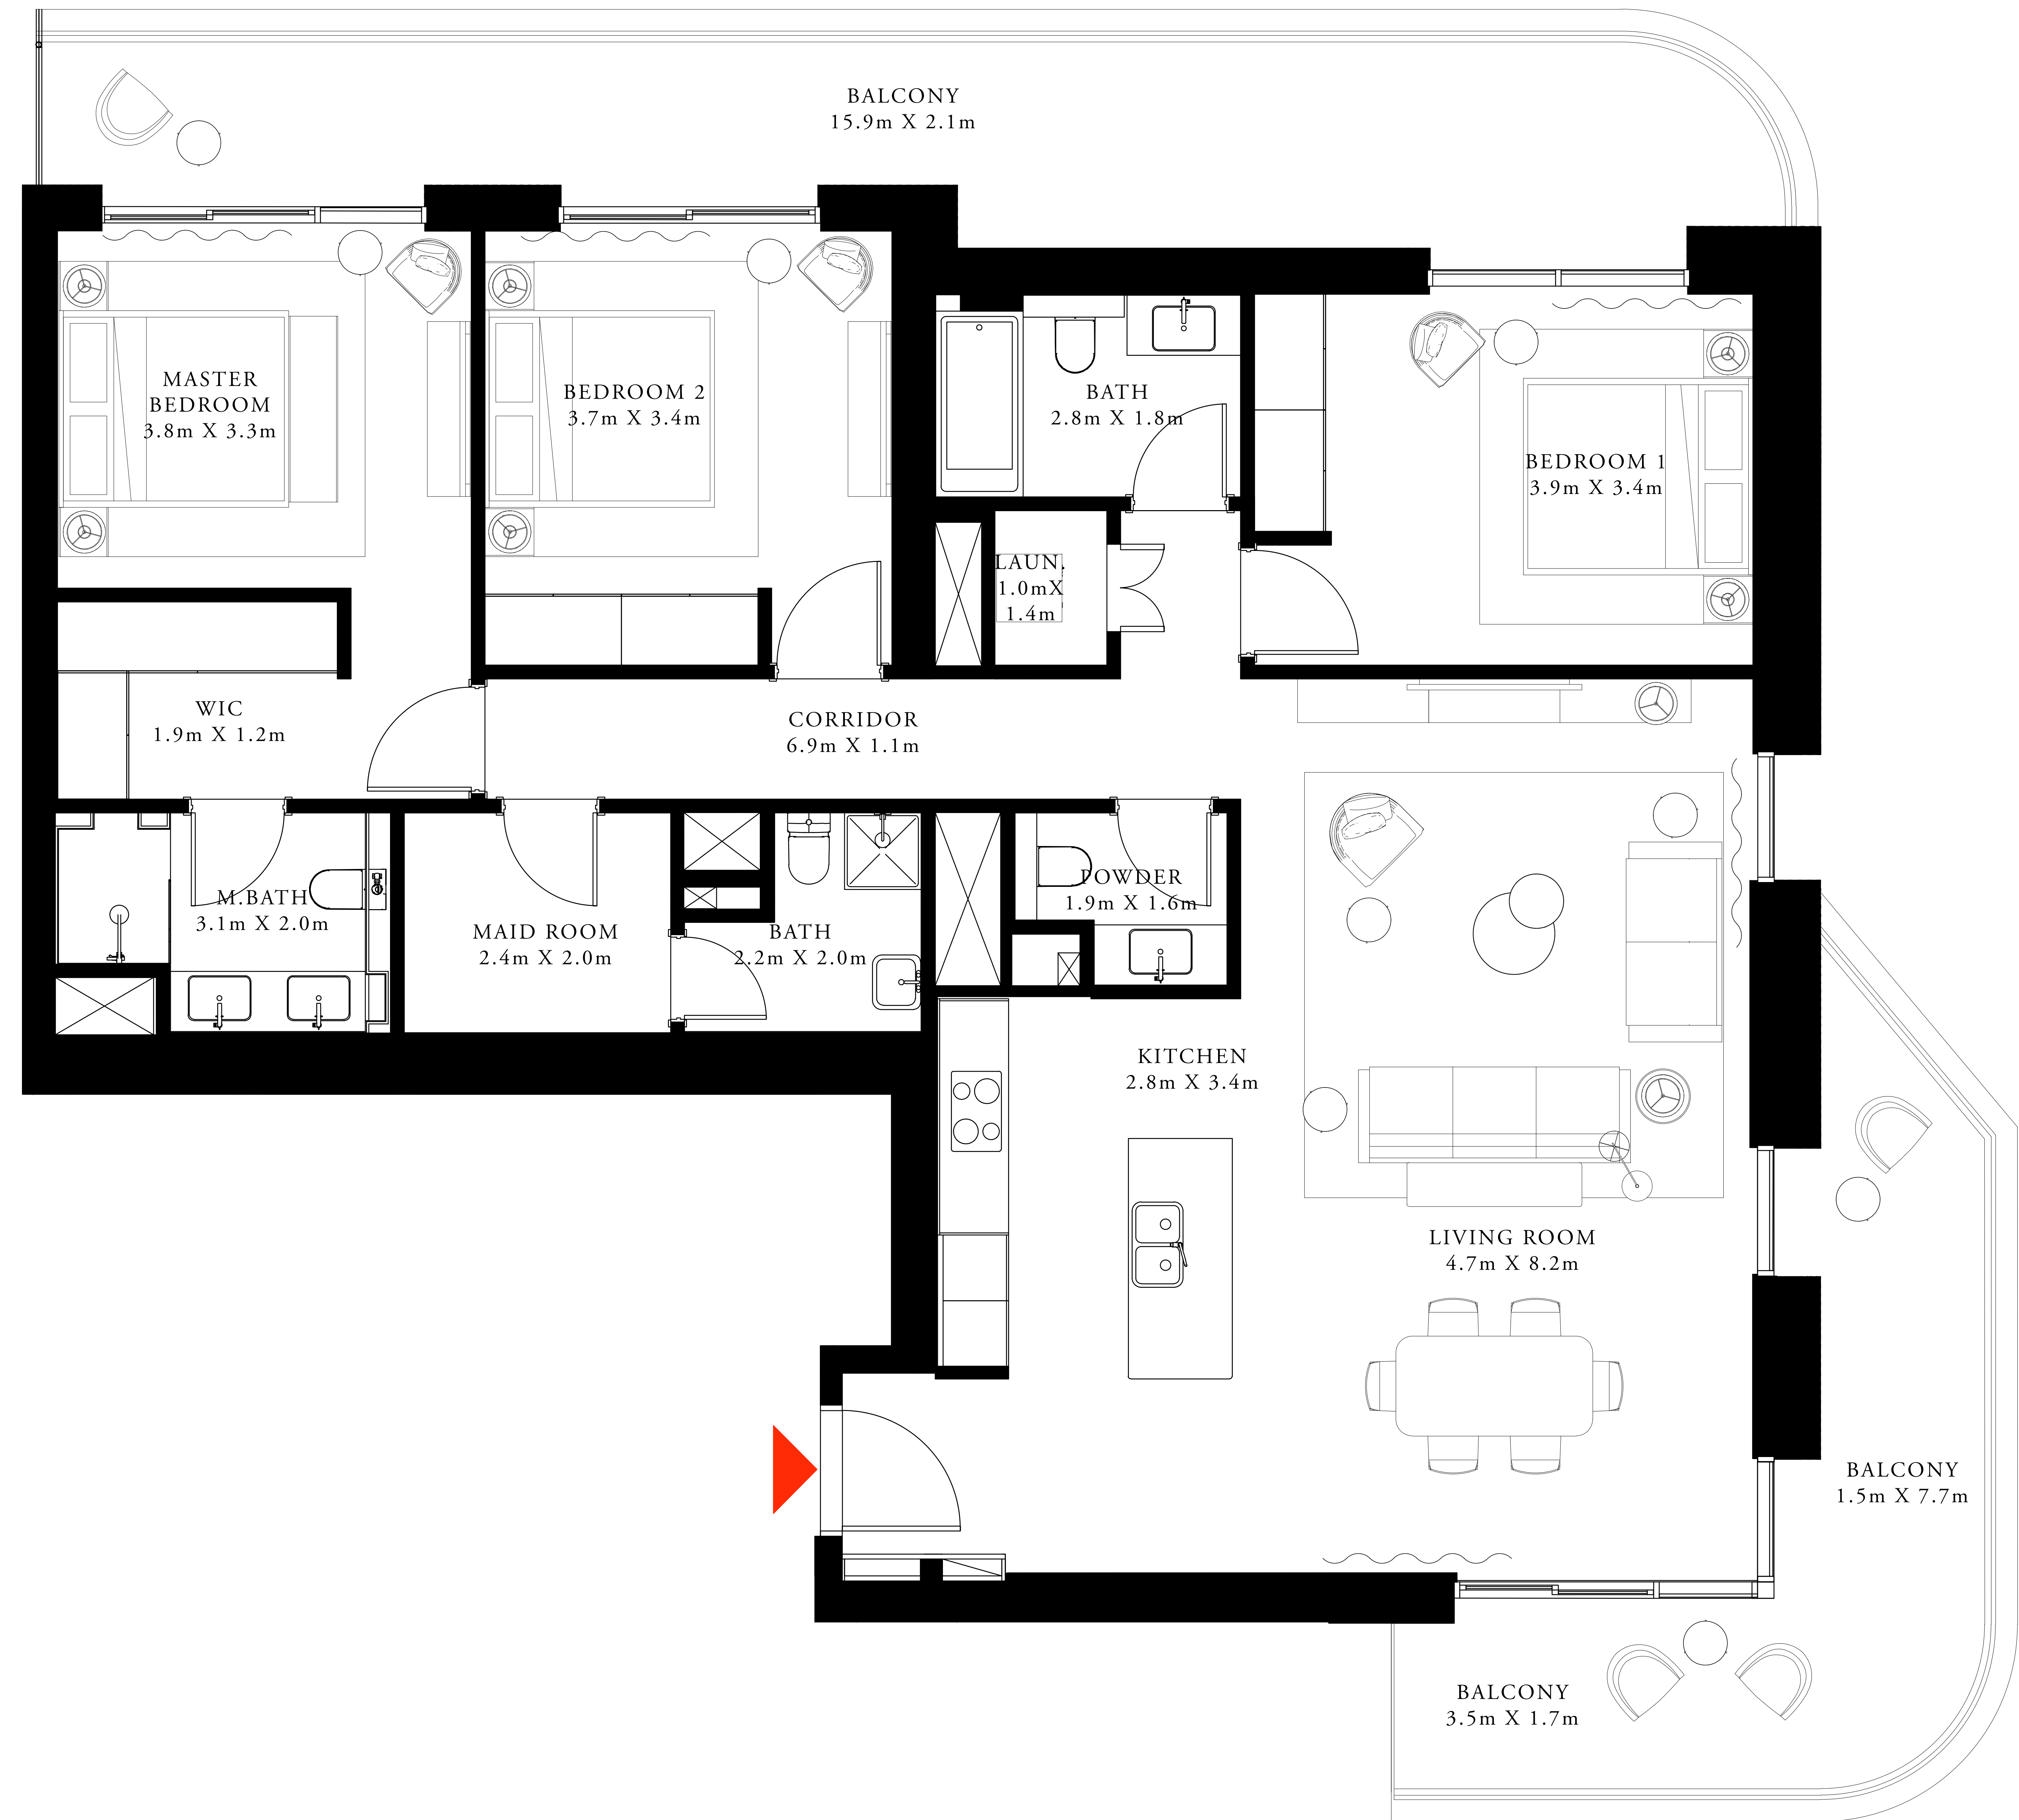 BALCONY
15.9m X 2.1m
MASTER
BEDROOM
3.8m X 3.3m
BEDROOM 2
3.7m X 3.4m
BATH
2.8m X 1.8m
BEDROOM 1
3.9m X 3.4m
LAUN.
1.0mX
1.4m
WIC
1.9m X 1.2m
CORRIDOR
6.9m X 1.1m
M.BATH
3.1m X 2.0m
MAID ROOM
2.4m X 2.0m
BATH
2.2m X 2.0m
POWDER
1.9m X 1.6m
KITCHEN
2.8m X 3.4m
LIVING ROOM
4.7m X 8.2m
BALCONY
1.5m X 7.7m
BALCONY
3.5m X 1.7m